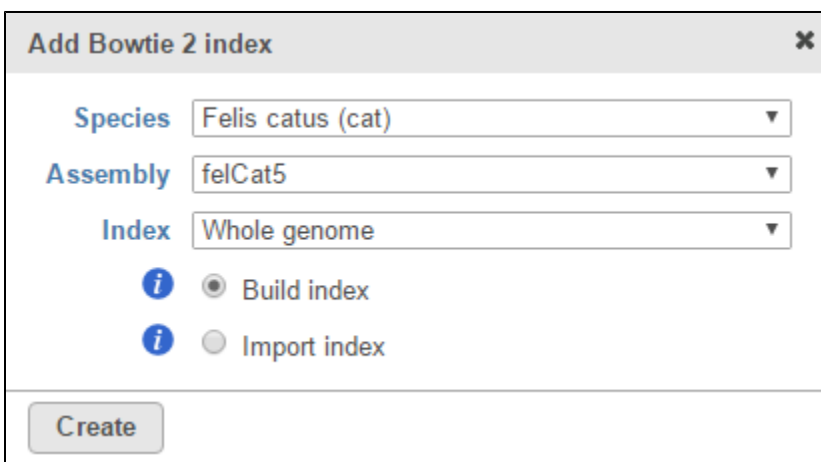 Add Bowtie 2 index
Species Felis catus (cat)
Assembly felCat5
Index Whole genome
Build index
Import index
Create